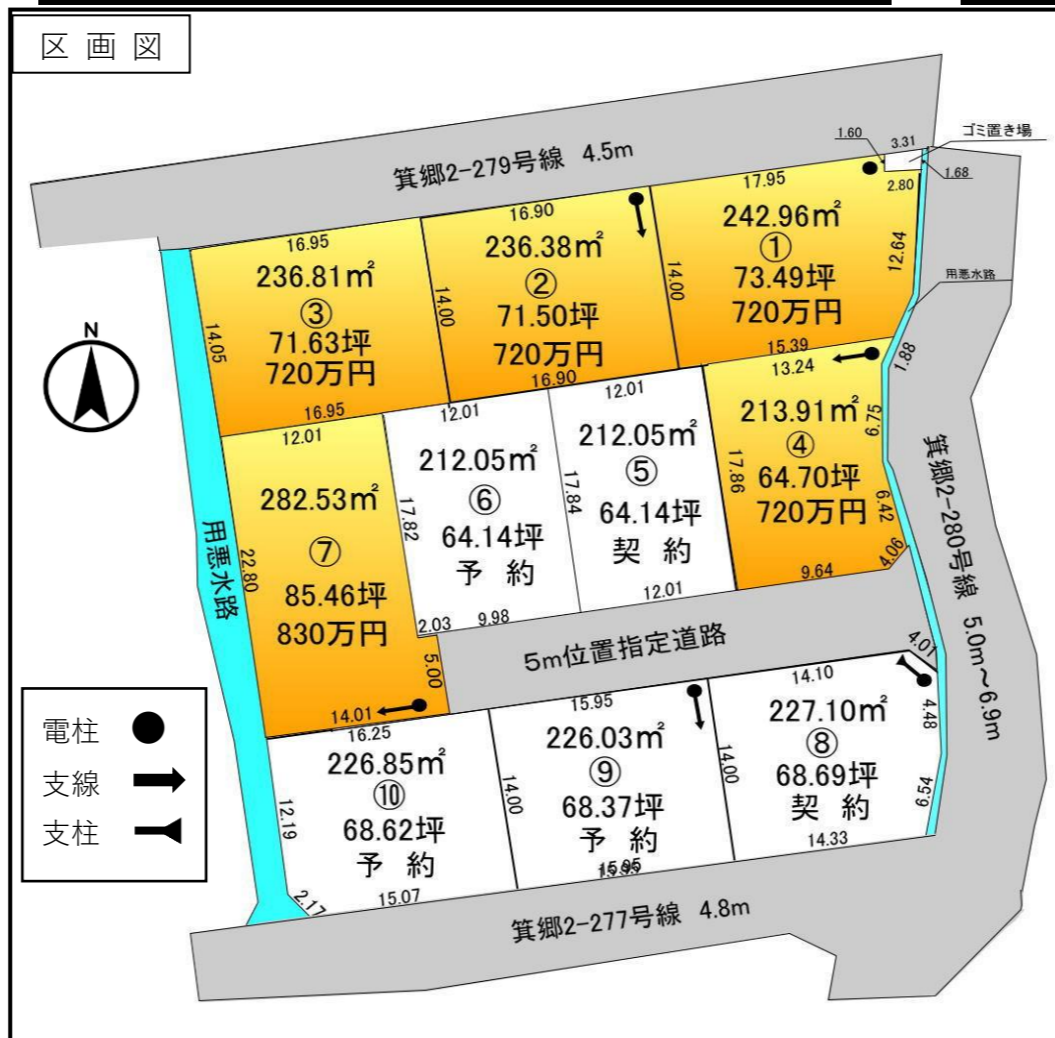 区画図
箕郷2-279号線 4.5m
ゴミ置き場
1.60
3.31
1.68
2.80
用悪水路
16.95
236.81㎡
③
71.63坪
720万円
14.05
16.95
16.90
236.38㎡
②
71.50坪
720万円
14.00
16.90
17.95
242.96㎡
①
73.49坪
720万円
14.00
12.64
15.39
1.88
N
12.01
282.53㎡
⑦
85.46坪
830万円
22.80
5.00
14.01
用悪水路
12.01
212.05㎡
⑥
64.14坪
予約
17.82
2.03
9.98
12.01
212.05㎡
⑤
64.14坪
契約
17.84
12.01
13.24
213.91㎡
④
64.70坪
720万円
17.86
6.75
6.42
4.06
9.64
箕郷2-280号線 5.0m～6.9m
5m位置指定道路
16.25
226.85㎡
⑩
68.62坪
予約
12.19
2.17
15.07
15.95
226.03㎡
⑨
68.37坪
予約
14.00
15.95
14.10
227.10㎡
⑧
68.69坪
契約
14.00
4.01
4.48
6.54
14.33
箕郷2-277号線 4.8m
電柱
支線
支柱